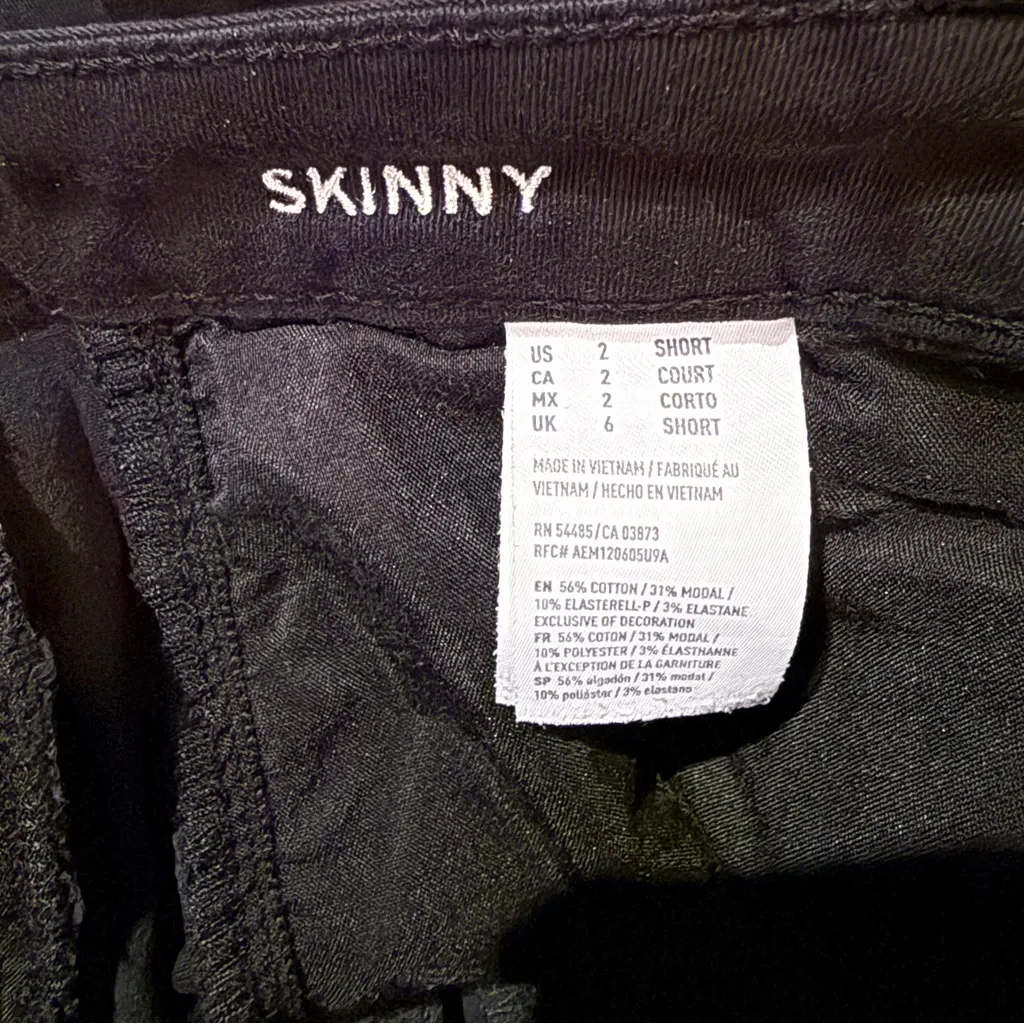 SKINNY
US 2 SHORT
CA 2 COURT
MX 2 CORTO
UK 6 SHORT
MADE IN VIETNAM / FABRIQUÉ AU
VIETNAM / HECHO EN VIETNAM
RN 54485/CA 03873
RFC# AEM120605U9A
EN 56% COTTON / 31% MODAL /
10% ELASTERELL-P / 3% ELASTANE
EXCLUSIVE OF DECORATION
FR 56% COTON / 31% MODAL /
10% POLYESTER / 3% ÉLASTHANNE
À L'EXCEPTION DE LA GARNITURE
SP 56% algodón / 31% modal /
10% poliéster / 3% elastano